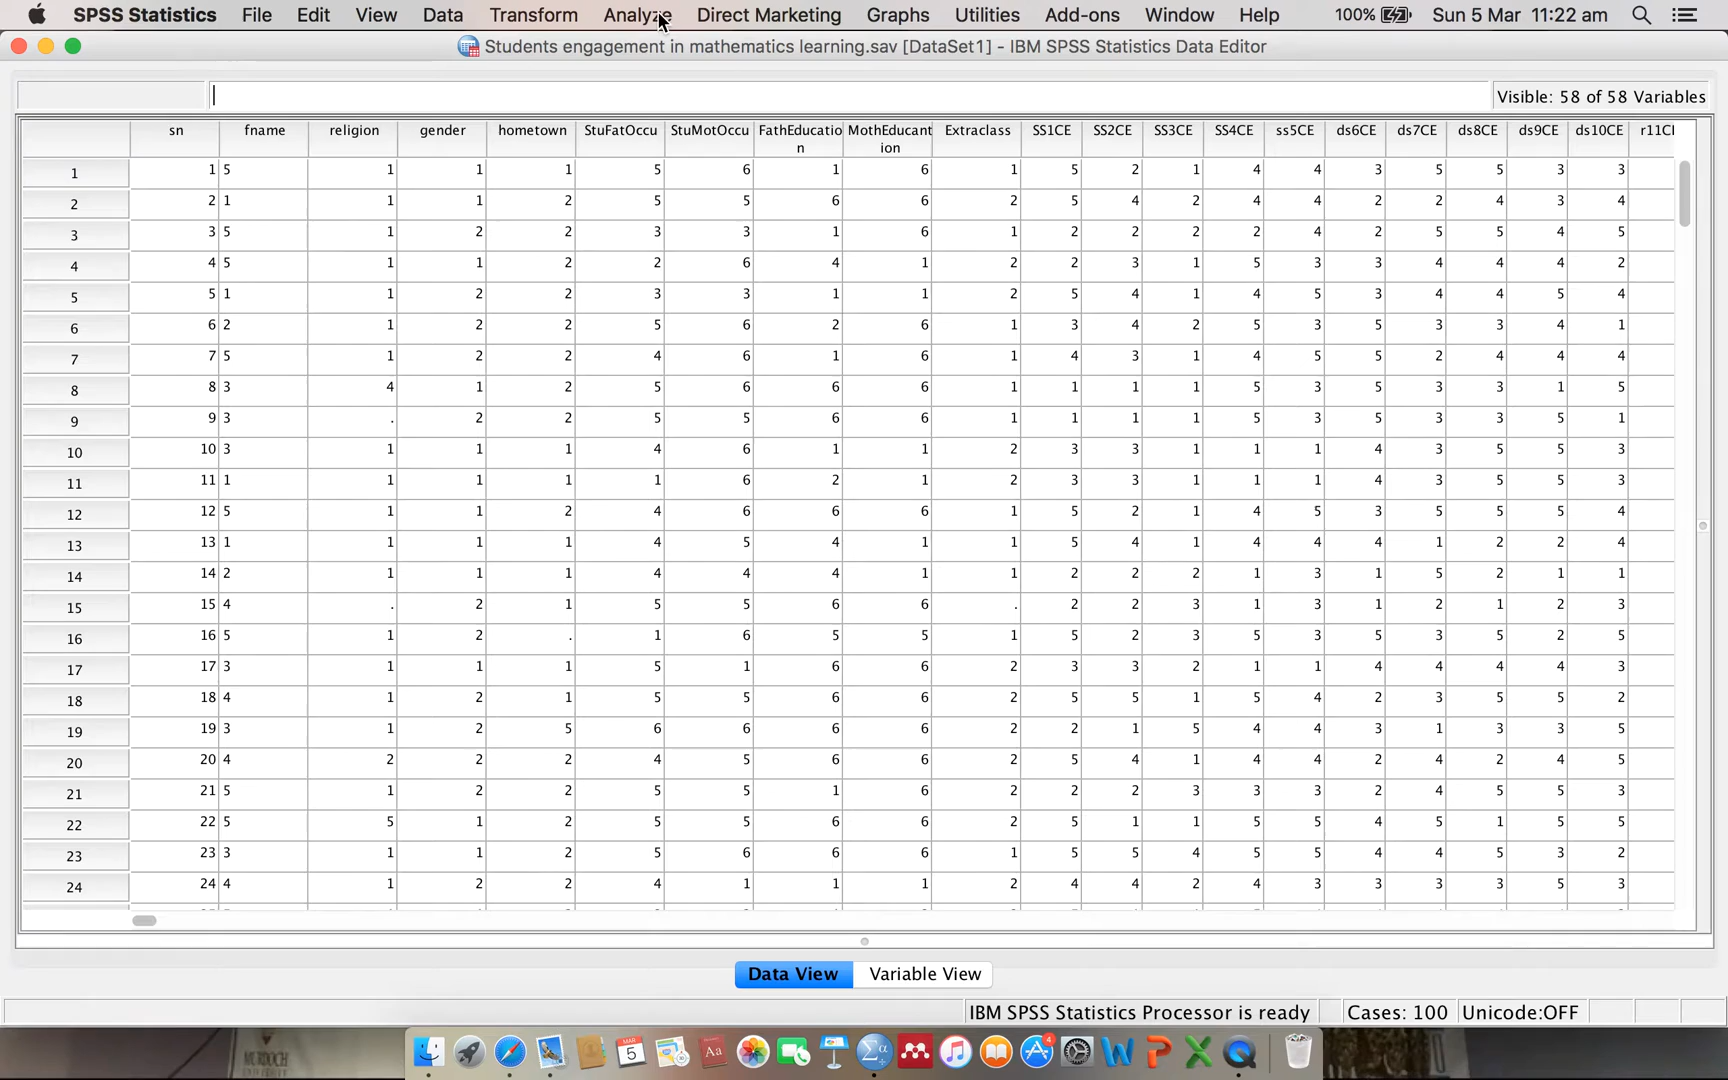 SPSS Statistics File Edit View Data Transform Analyze Direct Marketing Graphs Utilities Add-ons Window Help 100% Sun 5 Mar 11:22 am
Students engagement in mathematics learning.sav [DataSet1] - IBM SPSS Statistics Data Editor
Visible: 58 of 58 Variables
sn fname religion gender hometown StuFatOccu StuMotOccu FathEducatio MothEducant Extraclass SS1CE SS2CE SS3CE SS4CE ss5CE ds6CE ds7CE ds8CE ds9CE ds10CE r11CI
n ion
1 1 5 1 1 1 5 6 1 6 1 5 2 1 4 4 3 5 5 3 3
2 2 1 1 1 2 5 5 6 6 2 5 4 2 4 4 2 2 4 3 4
3 3 5 1 2 2 3 3 1 6 1 2 2 2 2 4 2 5 5 4 5
4 4 5 1 1 2 2 6 4 1 2 2 3 1 5 3 3 4 4 4 2
5 5 1 1 2 2 3 3 1 1 2 5 4 1 4 5 3 4 4 5 4
6 6 2 1 2 2 5 6 2 6 1 3 4 2 5 3 5 3 3 4 1
7 7 5 1 2 2 4 6 1 6 1 4 3 1 4 5 5 2 4 4 4
8 8 3 4 1 2 5 6 6 6 1 1 1 1 5 3 5 3 3 1 5
9 9 3 . 2 2 5 5 6 6 1 1 1 1 5 3 5 3 3 5 1
10 10 3 1 1 1 4 6 1 1 2 3 3 1 1 1 4 3 5 5 3
11 11 1 1 1 1 1 6 2 1 2 3 3 1 1 1 4 3 5 5 3
12 12 5 1 1 2 4 6 6 6 1 5 2 1 4 5 3 5 5 5 4
13 13 1 1 1 1 4 5 4 1 1 5 4 1 4 4 4 1 2 2 4
14 14 2 1 1 1 4 4 4 1 1 2 2 2 1 3 1 5 2 1 1
15 15 4 . 2 1 5 5 6 6 . 2 2 3 1 3 1 2 1 2 3
16 16 5 1 2 . 1 6 5 5 1 5 2 3 5 3 5 3 5 2 5
17 17 3 1 1 1 5 1 6 6 2 3 3 2 1 1 4 4 4 4 3
18 18 4 1 2 1 5 5 6 6 2 5 5 1 5 4 2 3 5 5 2
19 19 3 1 2 5 6 6 6 6 2 2 1 5 4 4 3 1 3 3 5
20 20 4 2 2 2 4 5 6 6 2 5 4 1 4 4 2 4 2 4 5
21 21 5 1 2 2 5 5 1 6 2 2 2 3 3 3 2 4 5 5 3
22 22 5 5 1 2 5 5 6 6 2 5 1 1 5 5 4 5 1 5 5
23 23 3 1 1 2 5 6 6 6 1 5 5 4 5 5 4 4 5 3 2
24 24 4 1 2 2 4 1 1 1 2 4 4 2 4 3 3 3 3 5 3
Data View Variable View
IBM SPSS Statistics Processor is ready Cases: 100 Unicode:OFF
MURDOCH
MAR
5
Aa
4